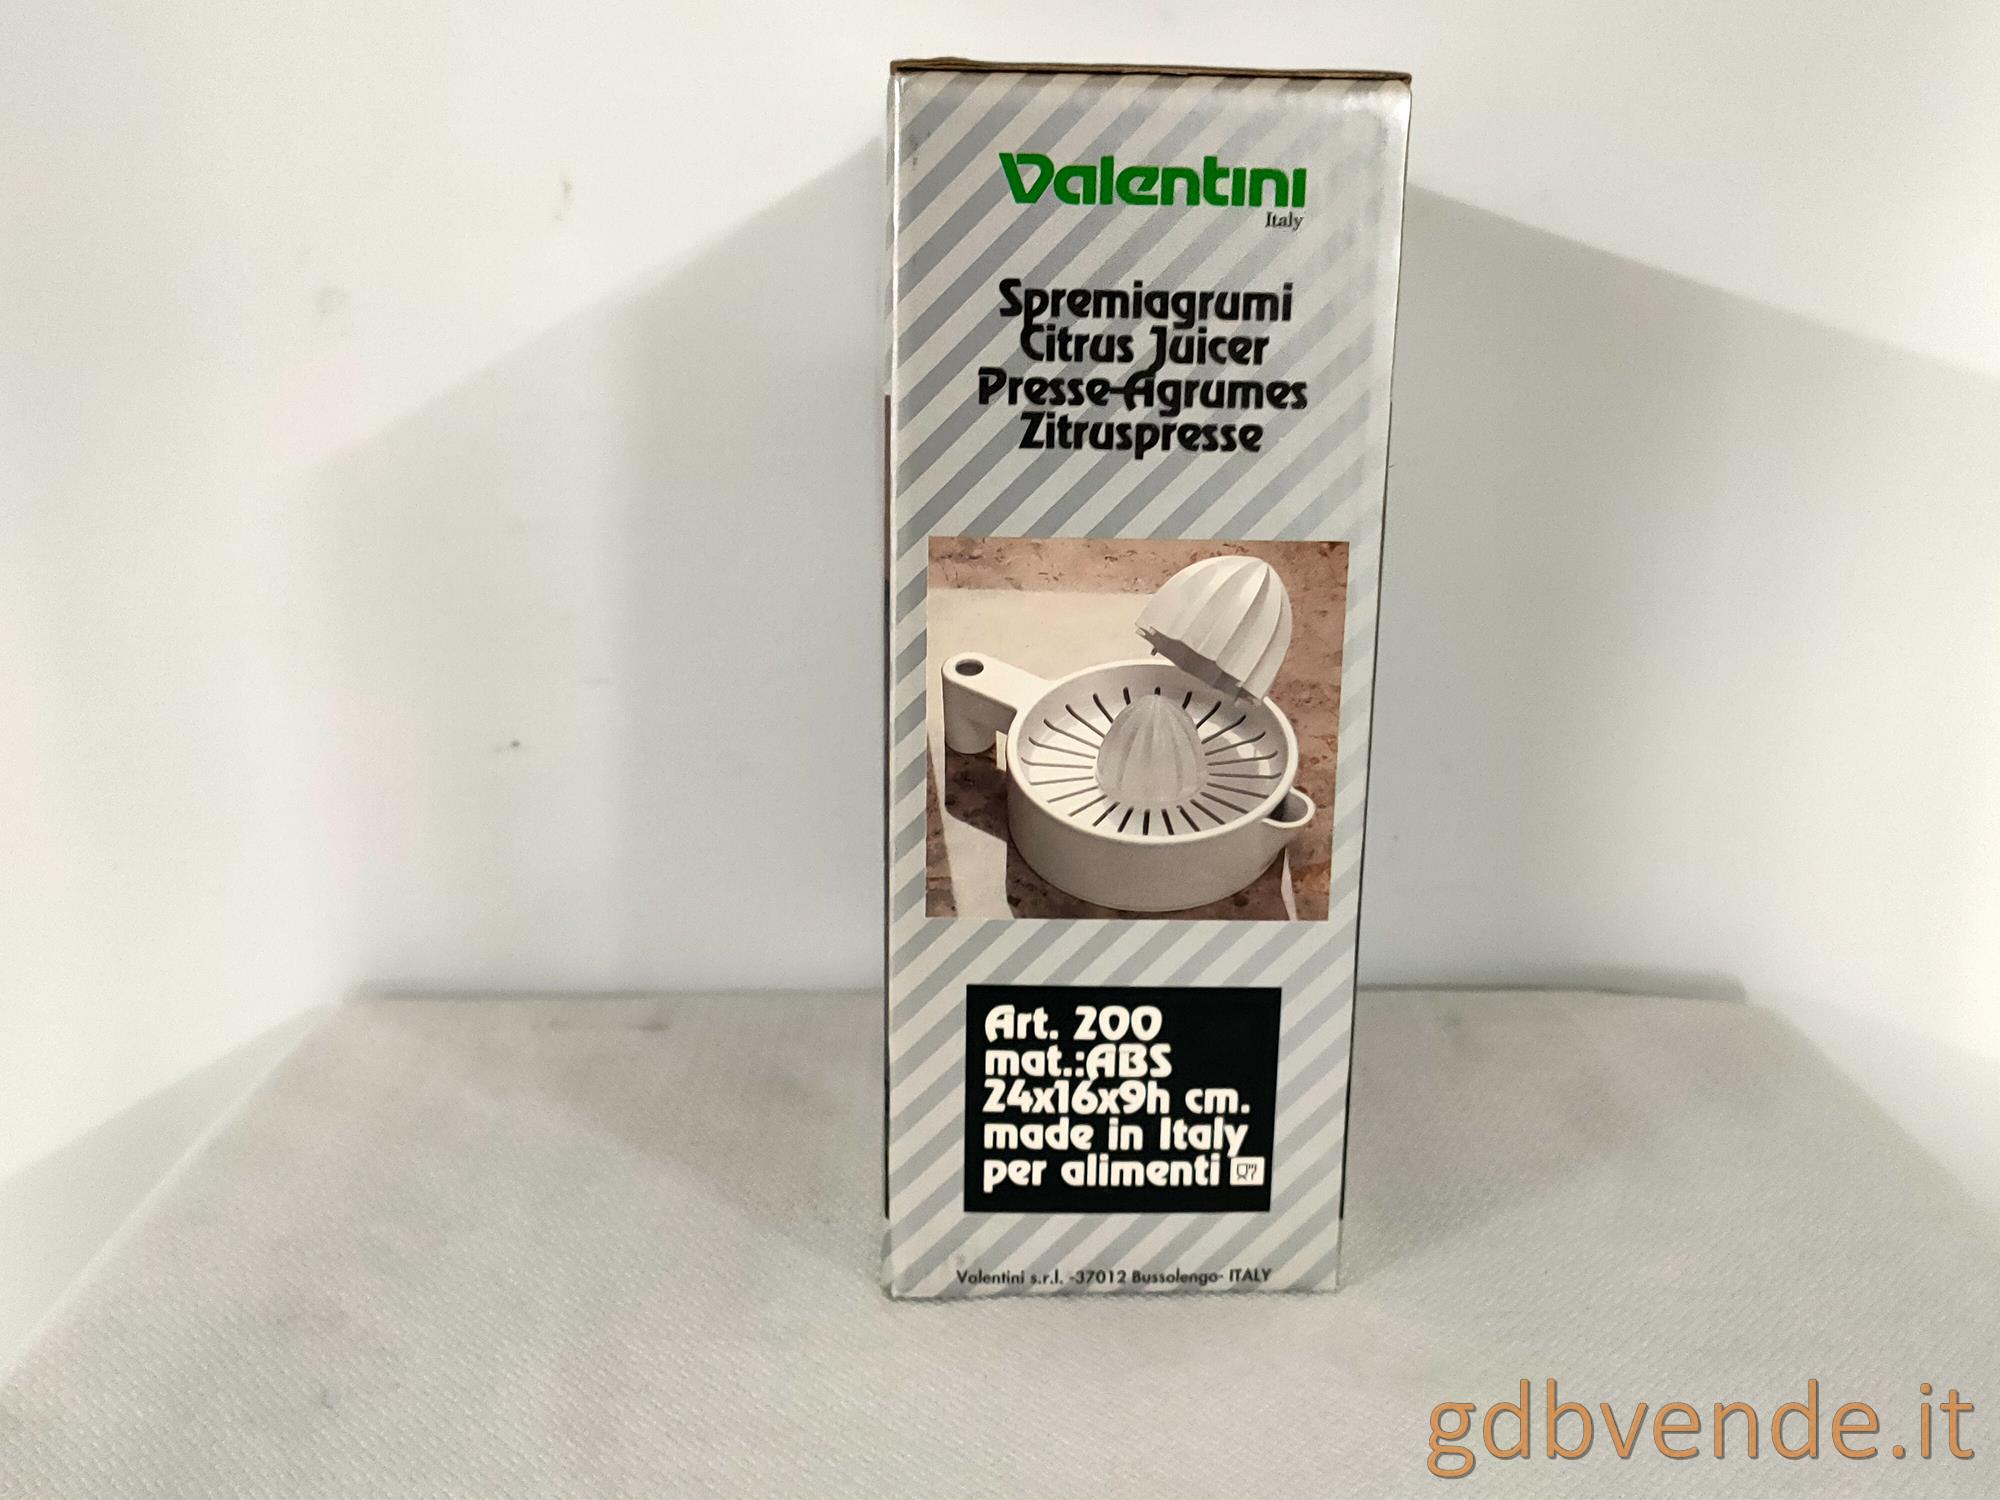 Valentini
Italy
Spremiagrumi
Citrus Juicer
Presse-Agrumes
Zitruspresse
Art. 200
mat.:ABS
24x16x9h cm.
made in Italy
per alimenti
Valentini s.r.l. -37012 Bussolengo- ITALY
gdbvende.it